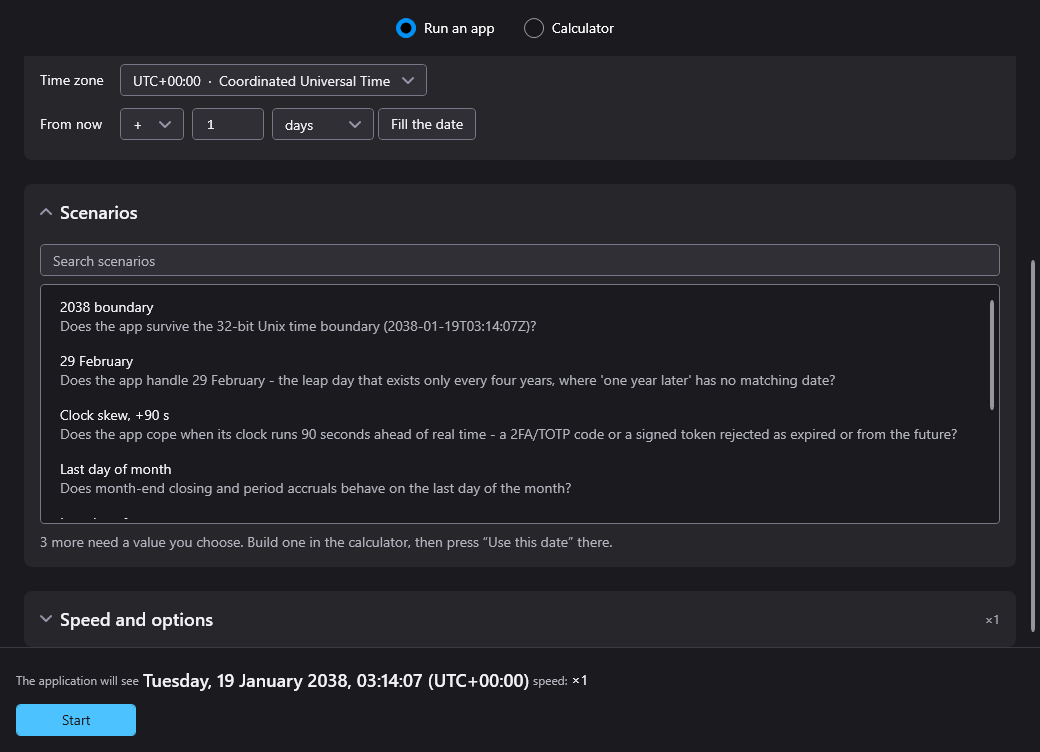 Run an app
Calculator
Time zone
UTC+00:00 · Coordinated Universal Time
From now
+
1
days
Fill the date
Scenarios
Search scenarios
2038 boundary
Does the app survive the 32-bit Unix time boundary (2038-01-19T03:14:07Z)?
29 February
Does the app handle 29 February - the leap day that exists only every four years, where 'one year later' has no matching date?
Clock skew, +90 s
Does the app cope when its clock runs 90 seconds ahead of real time - a 2FA/TOTP code or a signed token rejected as expired or from the future?
Last day of month
Does month-end closing and period accruals behave on the last day of the month?
3 more need a value you choose. Build one in the calculator, then press “Use this date” there.
Speed and options
×1
The application will see Tuesday, 19 January 2038, 03:14:07 (UTC+00:00) speed: ×1
Start